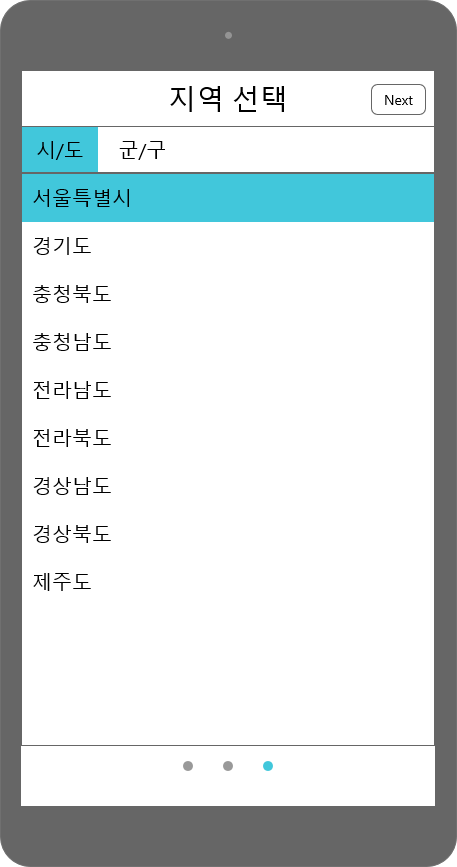 지역 선택 Next
시/도 군/구
서울특별시
경기도
충청북도
충청남도
전라남도
전라북도
경상남도
경상북도
제주도